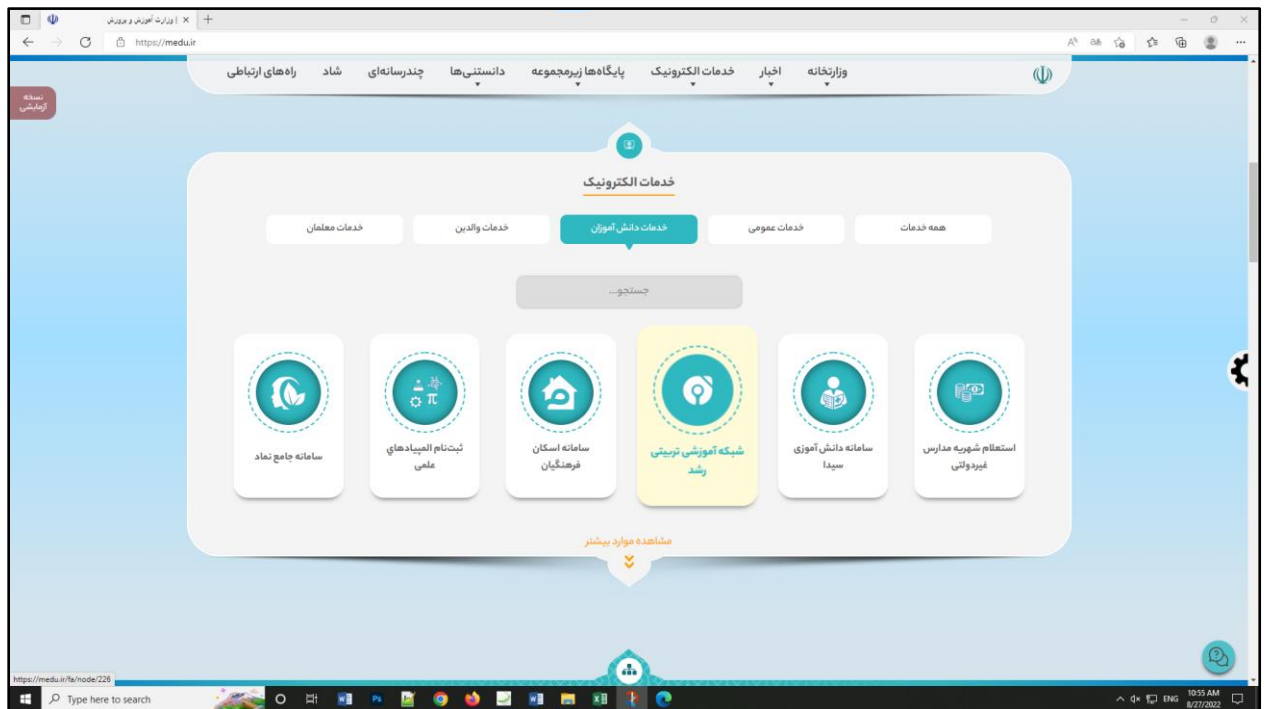 وزارت آموزش و پرورش |
https://medu.ir
وزارتخانه
اخبار
خدمات الکترونیک
پایگاه‌ها زیرمجموعه
دانستنی‌ها
چندرسانه‌ای
شاد
راه‌های ارتباطی
نسخه
آزمایشی
خدمات الکترونیک
همه خدمات
خدمات عمومی
خدمات دانش آموزان
خدمات والدین
خدمات معلمان
جستجو...
استعلام شهریه مدارس
غیردولتی
سامانه دانش آموزی
سیدا
شبکه آموزشی تربیتی
رشد
سامانه اسکان
فرهنگیان
ثبت‌نام المپیادهاي
علمی
سامانه جامع نماد
مشاهده موارد بیشتر
https://medu.ir/fa/node/226
Type here to search
ENG
10:55 AM
8/27/2022